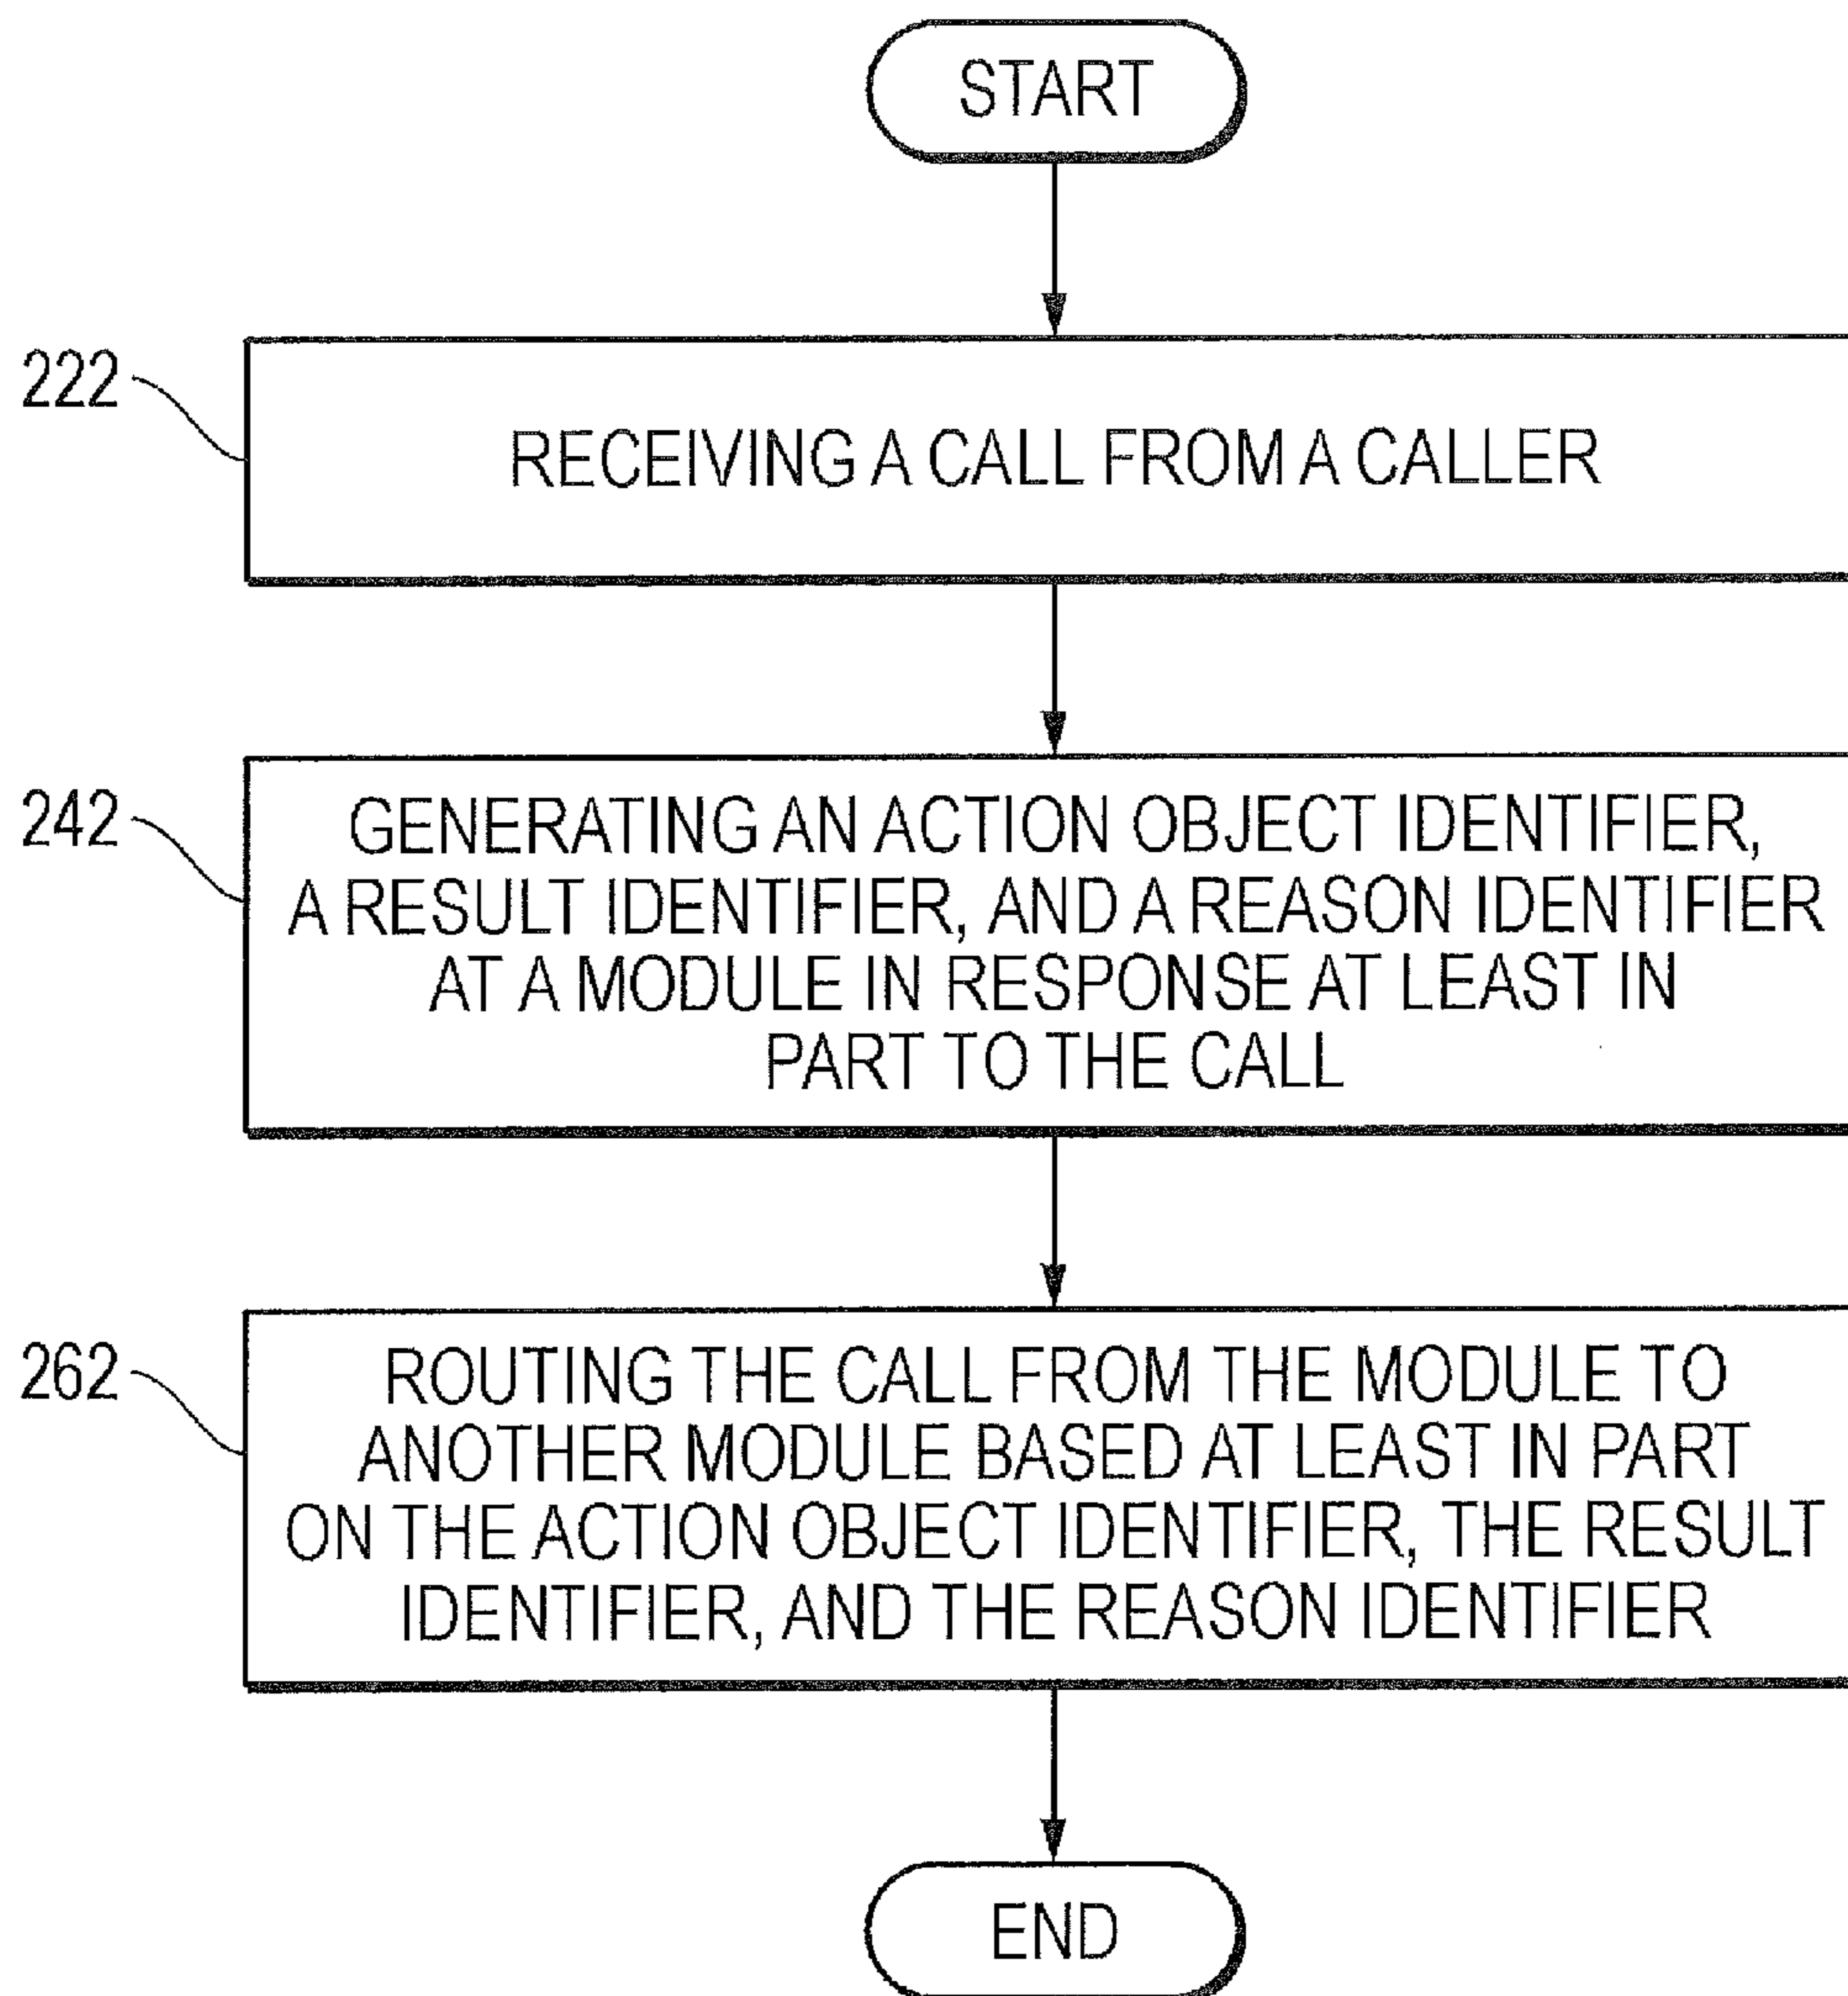 START
222
RECEIVING A CALL FROM A CALLER
242
GENERATING AN ACTION OBJECT IDENTIFIER,
A RESULT IDENTIFIER, AND A REASON IDENTIFIER
AT A MODULE IN RESPONSE AT LEAST IN
PART TO THE CALL
262
ROUTING THE CALL FROM THE MODULE TO
ANOTHER MODULE BASED AT LEAST IN PART
ON THE ACTION OBJECT IDENTIFIER, THE RESULT
IDENTIFIER, AND THE REASON IDENTIFIER
END